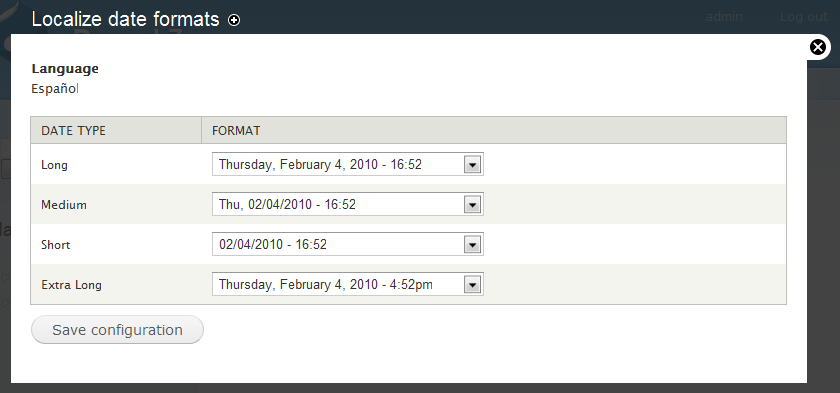 Localize date formats
admin
Log out
Language
Español
DATE TYPE FORMAT
Long Thursday, February 4, 2010 - 16:52
Medium Thu, 02/04/2010 - 16:52
Short 02/04/2010 - 16:52
Extra Long Thursday, February 4, 2010 - 4:52pm
Save configuration